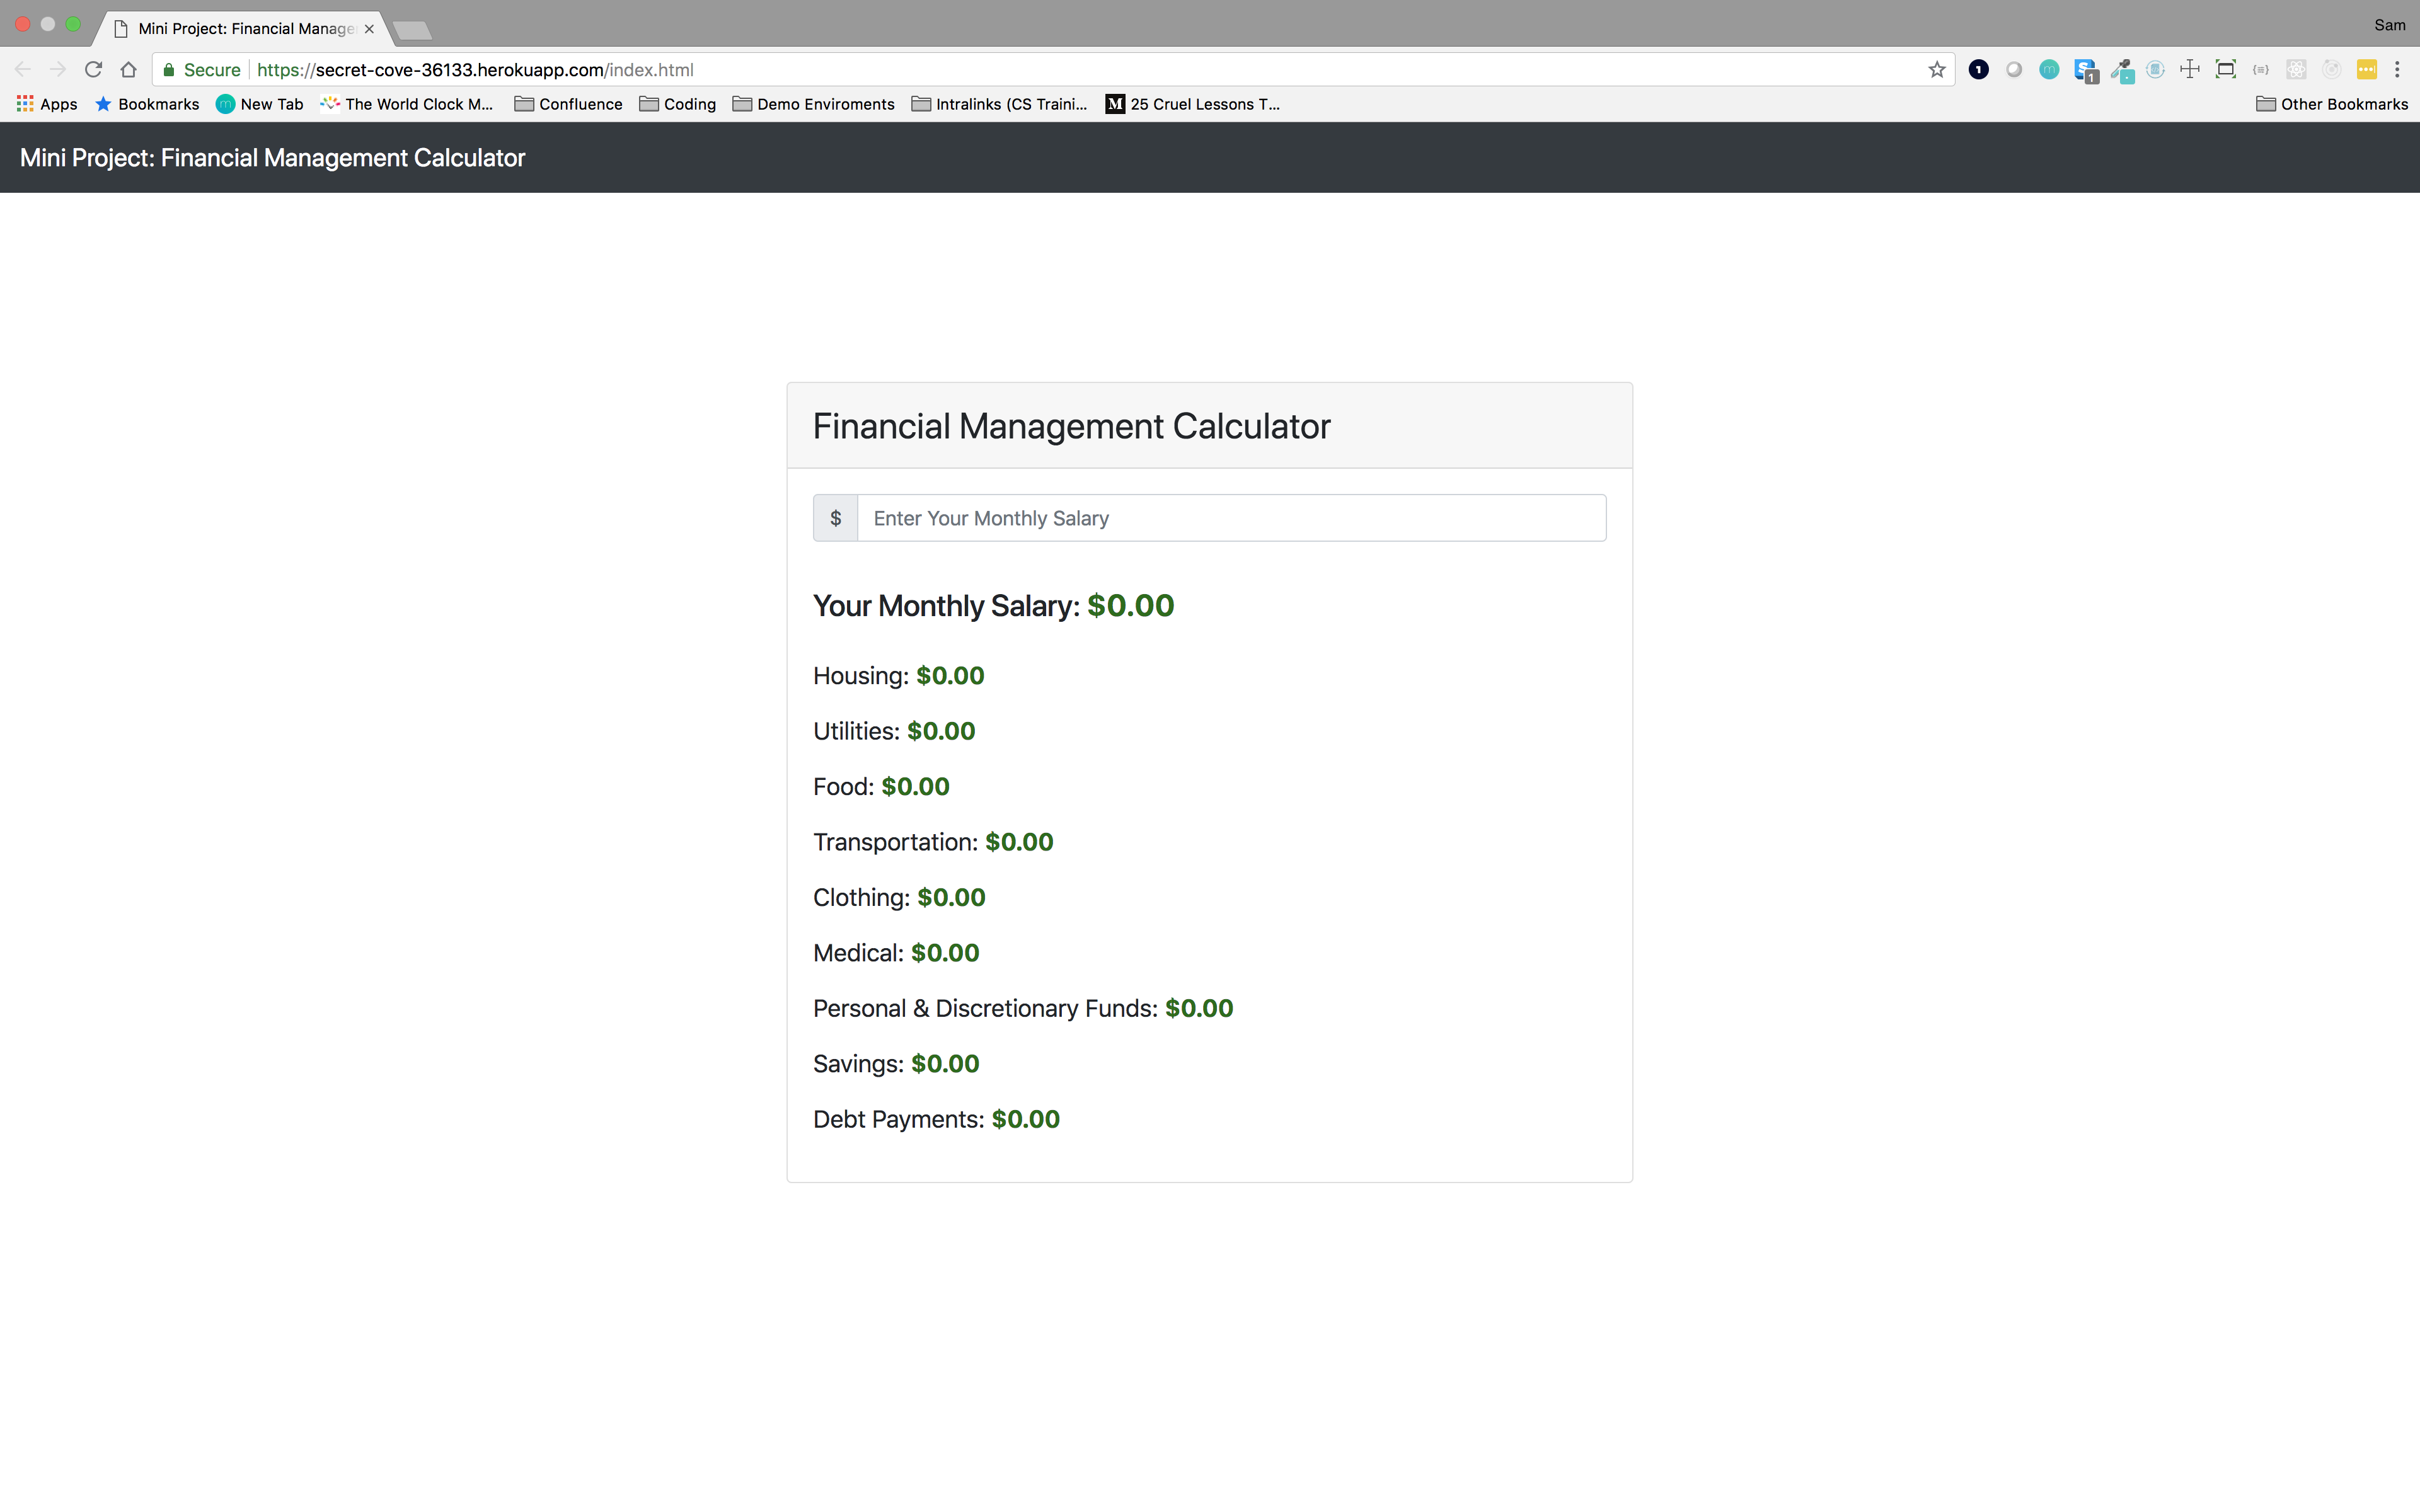 Mini Project: Financial Manage
Sam
Secure https://secret-cove-36133.herokuapp.com/index.html
Apps Bookmarks New Tab The World Clock M... Confluence Coding Demo Enviroments Intralinks (CS Traini... 25 Cruel Lessons T... Other Bookmarks
Mini Project: Financial Management Calculator
Financial Management Calculator
$ Enter Your Monthly Salary
Your Monthly Salary: $0.00
Housing: $0.00
Utilities: $0.00
Food: $0.00
Transportation: $0.00
Clothing: $0.00
Medical: $0.00
Personal & Discretionary Funds: $0.00
Savings: $0.00
Debt Payments: $0.00